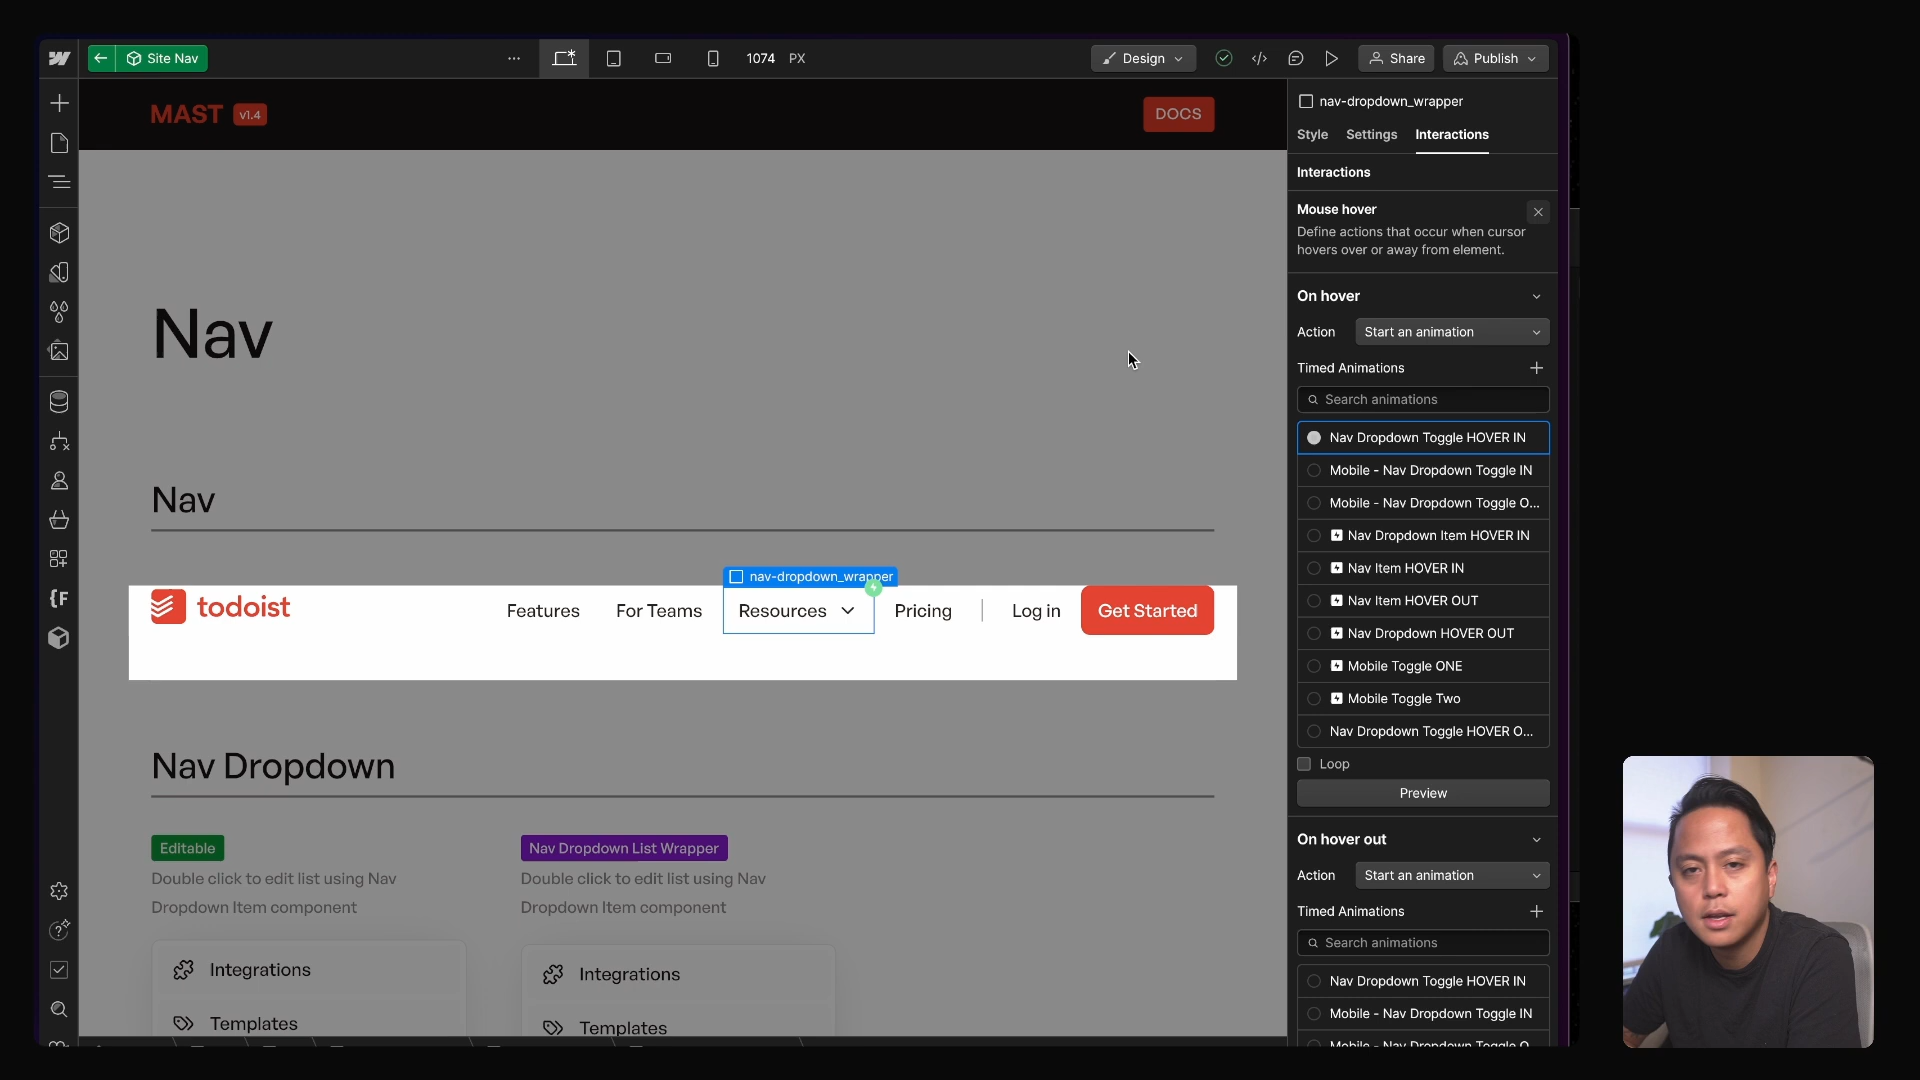 Site Nav
1074 PX
Design
Share
Publish
MAST
v1.4
DOCS
Nav
Nav
nav-dropdown_wrapper
todoist
Features
For Teams
Resources
Pricing
Log in
Get Started
Nav Dropdown
Editable
Double click to edit list using Nav
Dropdown Item component
Integrations
Templates
Nav Dropdown List Wrapper
Double click to edit list using Nav
Dropdown Item component
Integrations
Templates
nav-dropdown_wrapper
Style
Settings
Interactions
Interactions
Mouse hover
Define actions that occur when cursor
hovers over or away from element.
On hover
Action
Start an animation
Timed Animations
Search animations
Nav Dropdown Toggle HOVER IN
Mobile - Nav Dropdown Toggle IN
Mobile - Nav Dropdown Toggle O...
Nav Dropdown Item HOVER IN
Nav Item HOVER IN
Nav Item HOVER OUT
Nav Dropdown HOVER OUT
Mobile Toggle ONE
Mobile Toggle Two
Nav Dropdown Toggle HOVER O...
Loop
Preview
On hover out
Action
Start an animation
Timed Animations
Search animations
Nav Dropdown Toggle HOVER IN
Mobile - Nav Dropdown Toggle IN
Mobile - Nav Dropdown Toggle O...